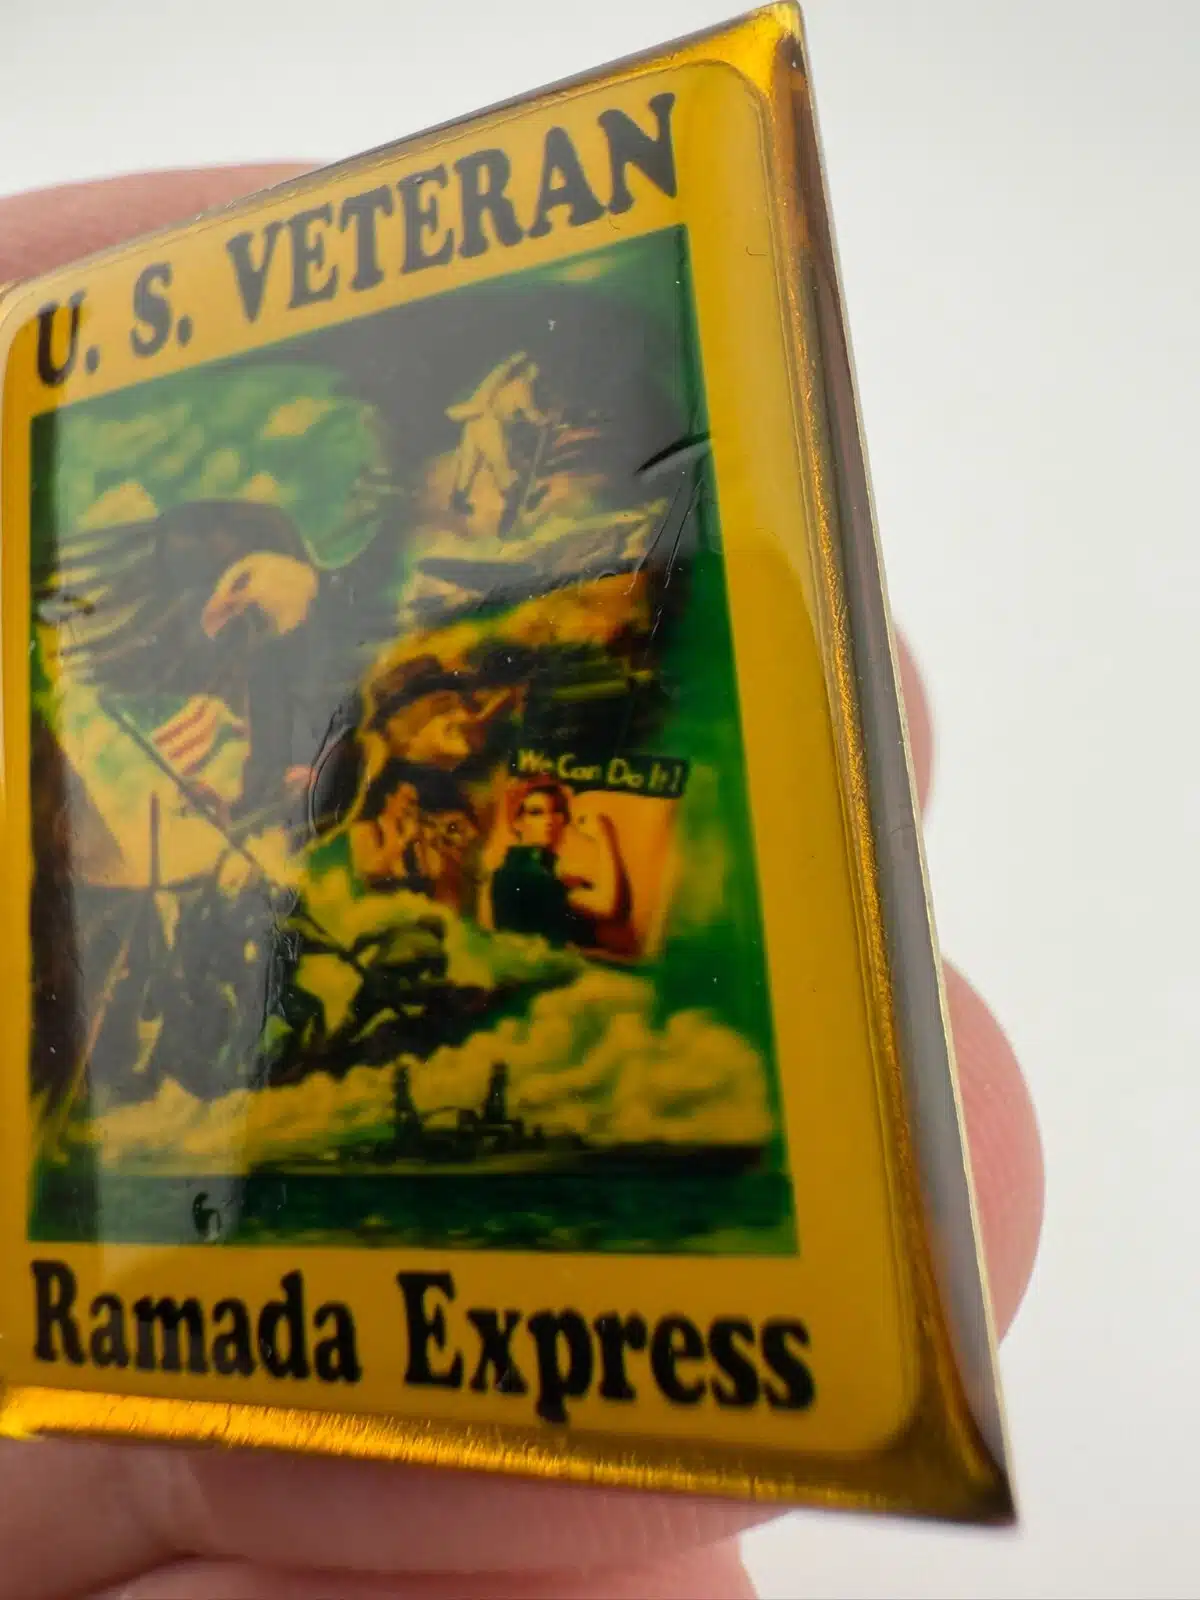 U. S. VETERAN
We Can Do It!
Ramada Express